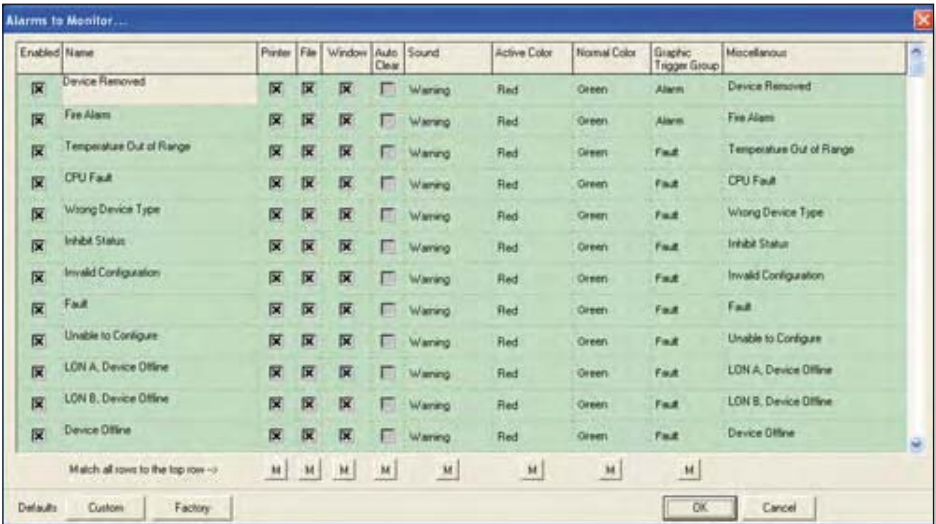 Alarms to Monitor...
Enabled Name Printer File Window Auto Clear Sound Active Color Normal Color Graphic Trigger Group Miscellanous
Device Removed Warning Red Green Alarm Device Removed
Fire Alarm Warning Red Green Alarm Fire Alarm
Temperature Out of Range Warning Red Green Fault Temperature Out of Range
CPU Fault Warning Red Green Fault CPU Fault
Wrong Device Type Warning Red Green Fault Wrong Device Type
Inhibit Status Warning Red Green Fault Inhibit Status
Invalid Configuration Warning Red Green Fault Invalid Configuration
Fault Warning Red Green Fault Fault
Unable to Configure Warning Red Green Fault Unable to Configure
LON A, Device Offline Warning Red Green Fault LON A, Device Offline
LON B, Device Offline Warning Red Green Fault LON B, Device Offline
Device Offline Warning Red Green Fault Device Offline
Match all rows to the top row --> M M M M M M M M
Defaults Custom Factory OK Cancel